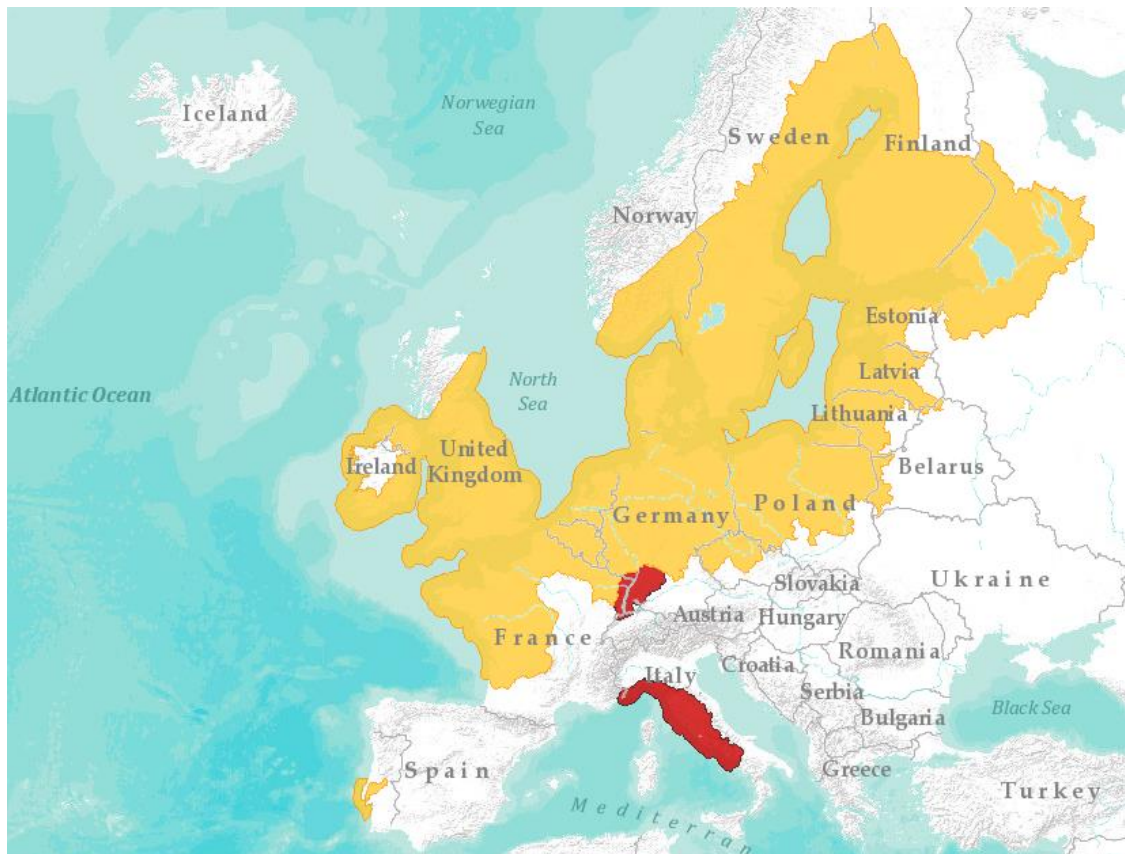 Iceland
Norwegian
Sea
Sweden
Finland
Norway
Estonia
Latvia
North
Sea
Atlantic Ocean
Lithuania
United
Kingdom
Ireland
Belarus
Poland
Germany
Slovakia
Ukraine
Austria
Hungary
France
Romania
Italy
Croatia
Serbia
Black Sea
Bulgaria
Spain
Greece
Turkey
Mediterran